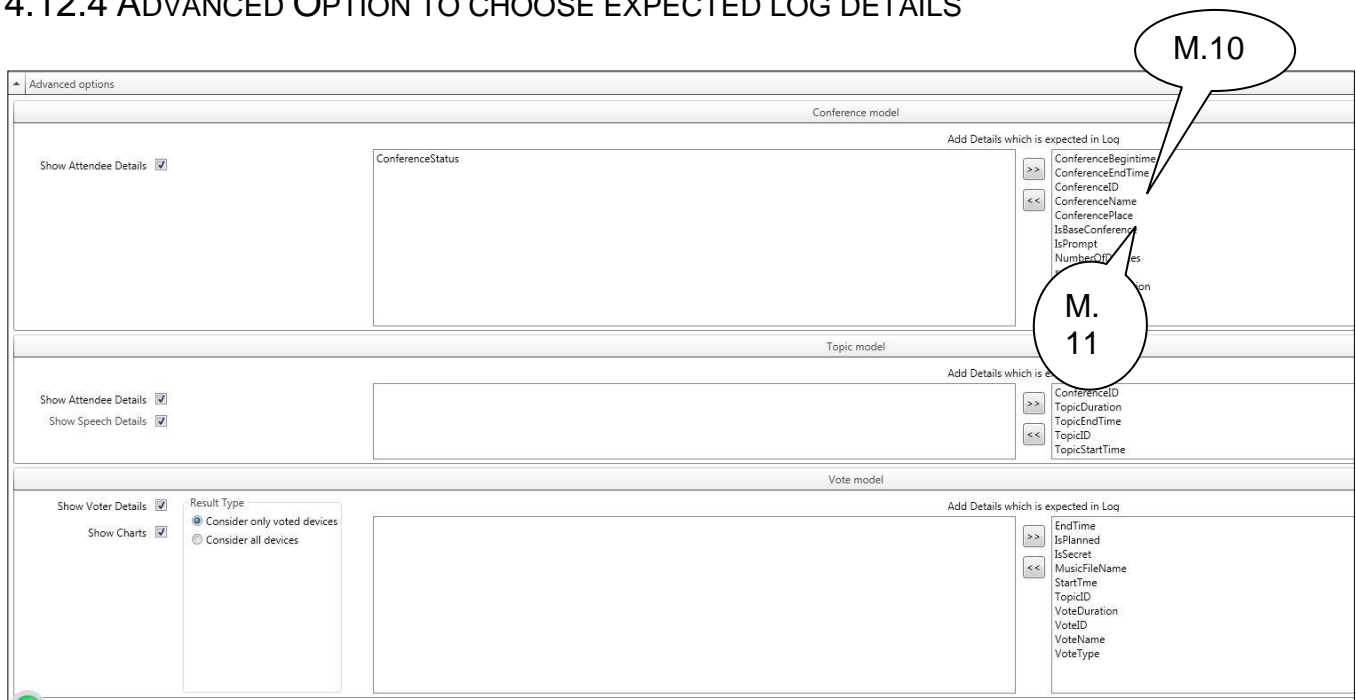 4.12.4 ADVANCED OPTION TO CHOOSE EXPECTED LOG DETAILS
M.10
Advanced options
Conference model
Add Details which is expected in Log
Show Attendee Details
ConferenceStatus
>>
<<
ConferenceBegintime
ConferenceEndTime
ConferenceID
ConferenceName
ConferencePlace
IsBaseConference
IsPrompt
M.
11
Topic model
Add Details which is
Show Attendee Details
Show Speech Details
>>
<<
ConferenceID
TopicDuration
TopicEndTime
TopicID
TopicStartTime
Vote model
Show Voter Details
Show Charts
Result Type
Consider only voted devices
Consider all devices
Add Details which is expected in Log
>>
<<
EndTime
IsPlanned
IsSecret
MusicFileName
StartTme
TopicID
VoteDuration
VoteID
VoteName
VoteType